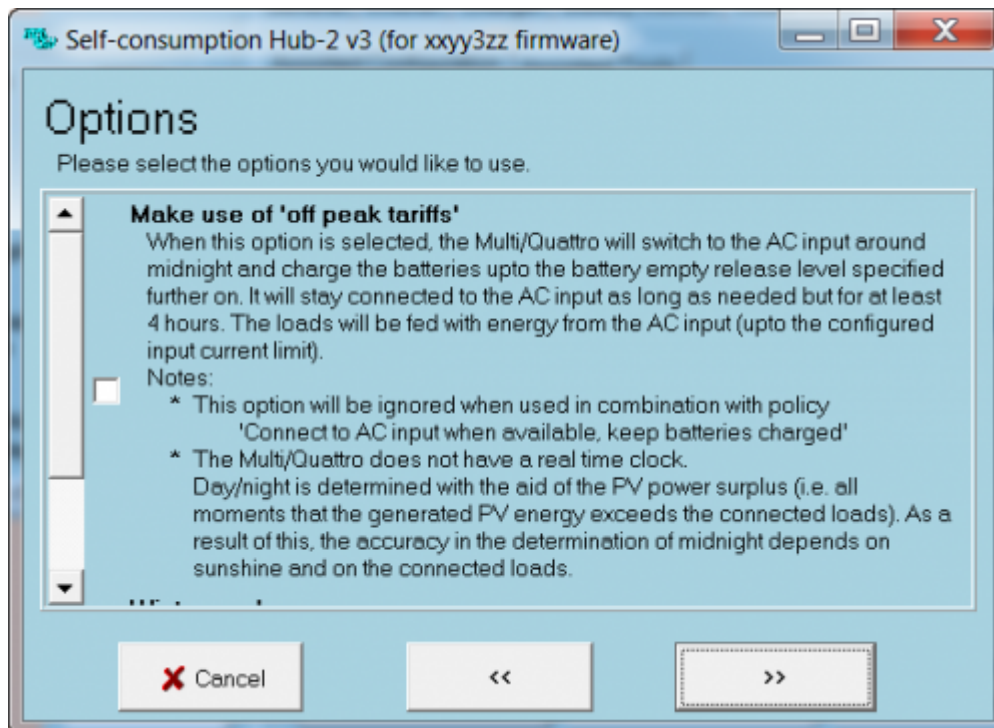 Self-consumption Hub-2 v3 (for xxyy3zz firmware)
Options
Please select the options you would like to use.
Make use of 'off peak tariffs'
When this option is selected, the Multi/Quattro will switch to the AC input around
midnight and charge the batteries upto the battery empty release level specified
further on. It will stay connected to the AC input as long as needed but for at least
4 hours. The loads will be fed with energy from the AC input (upto the configured
input current limit).
Notes:
* This option will be ignored when used in combination with policy
'Connect to AC input when available, keep batteries charged'
* The Multi/Quattro does not have a real time clock.
Day/night is determined with the aid of the PV power surplus (i.e. all
moments that the generated PV energy exceeds the connected loads). As a
result of this, the accuracy in the determination of midnight depends on
sunshine and on the connected loads.
Cancel
<<
>>